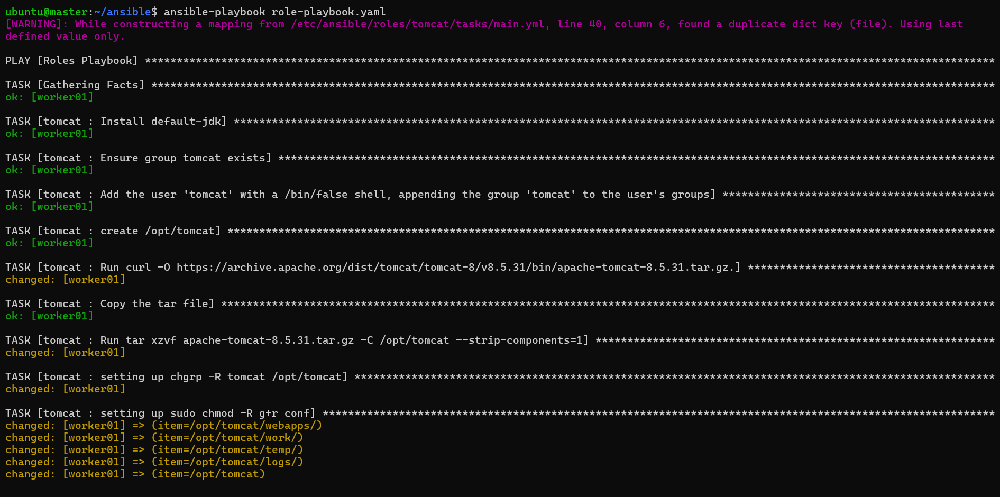 ubuntu@master:~/ansible$ ansible-playbook role-playbook.yaml
[WARNING]: While constructing a mapping from /etc/ansible/roles/tomcat/tasks/main.yml, line 40, column 6, found a duplicate dict key (file). Using last
defined value only.
PLAY [Roles Playbook] **************************************************************************************************************************************
TASK [Gathering Facts] *************************************************************************************************************************************
ok: [worker01]
TASK [tomcat : Install default-jdk] ************************************************************************************************************************
ok: [worker01]
TASK [tomcat : Ensure group tomcat exists] *****************************************************************************************************************
ok: [worker01]
TASK [tomcat : Add the user 'tomcat' with a /bin/false shell, appending the group 'tomcat' to the user's groups] *******************************************
ok: [worker01]
TASK [tomcat : create /opt/tomcat] *************************************************************************************************************************
ok: [worker01]
TASK [tomcat : Run curl -O https://archive.apache.org/dist/tomcat/tomcat-8/v8.5.31/bin/apache-tomcat-8.5.31.tar.gz.] ***************************************
changed: [worker01]
TASK [tomcat : Copy the tar file] **************************************************************************************************************************
ok: [worker01]
TASK [tomcat : Run tar xzvf apache-tomcat-8.5.31.tar.gz -C /opt/tomcat --strip-components=1] ***************************************************************
changed: [worker01]
TASK [tomcat : setting up chgrp -R tomcat /opt/tomcat] *****************************************************************************************************
changed: [worker01]
TASK [tomcat : setting up sudo chmod -R g+r conf] **********************************************************************************************************
changed: [worker01] => (item=/opt/tomcat/webapps/)
changed: [worker01] => (item=/opt/tomcat/work/)
changed: [worker01] => (item=/opt/tomcat/temp/)
changed: [worker01] => (item=/opt/tomcat/logs/)
changed: [worker01] => (item=/opt/tomcat)